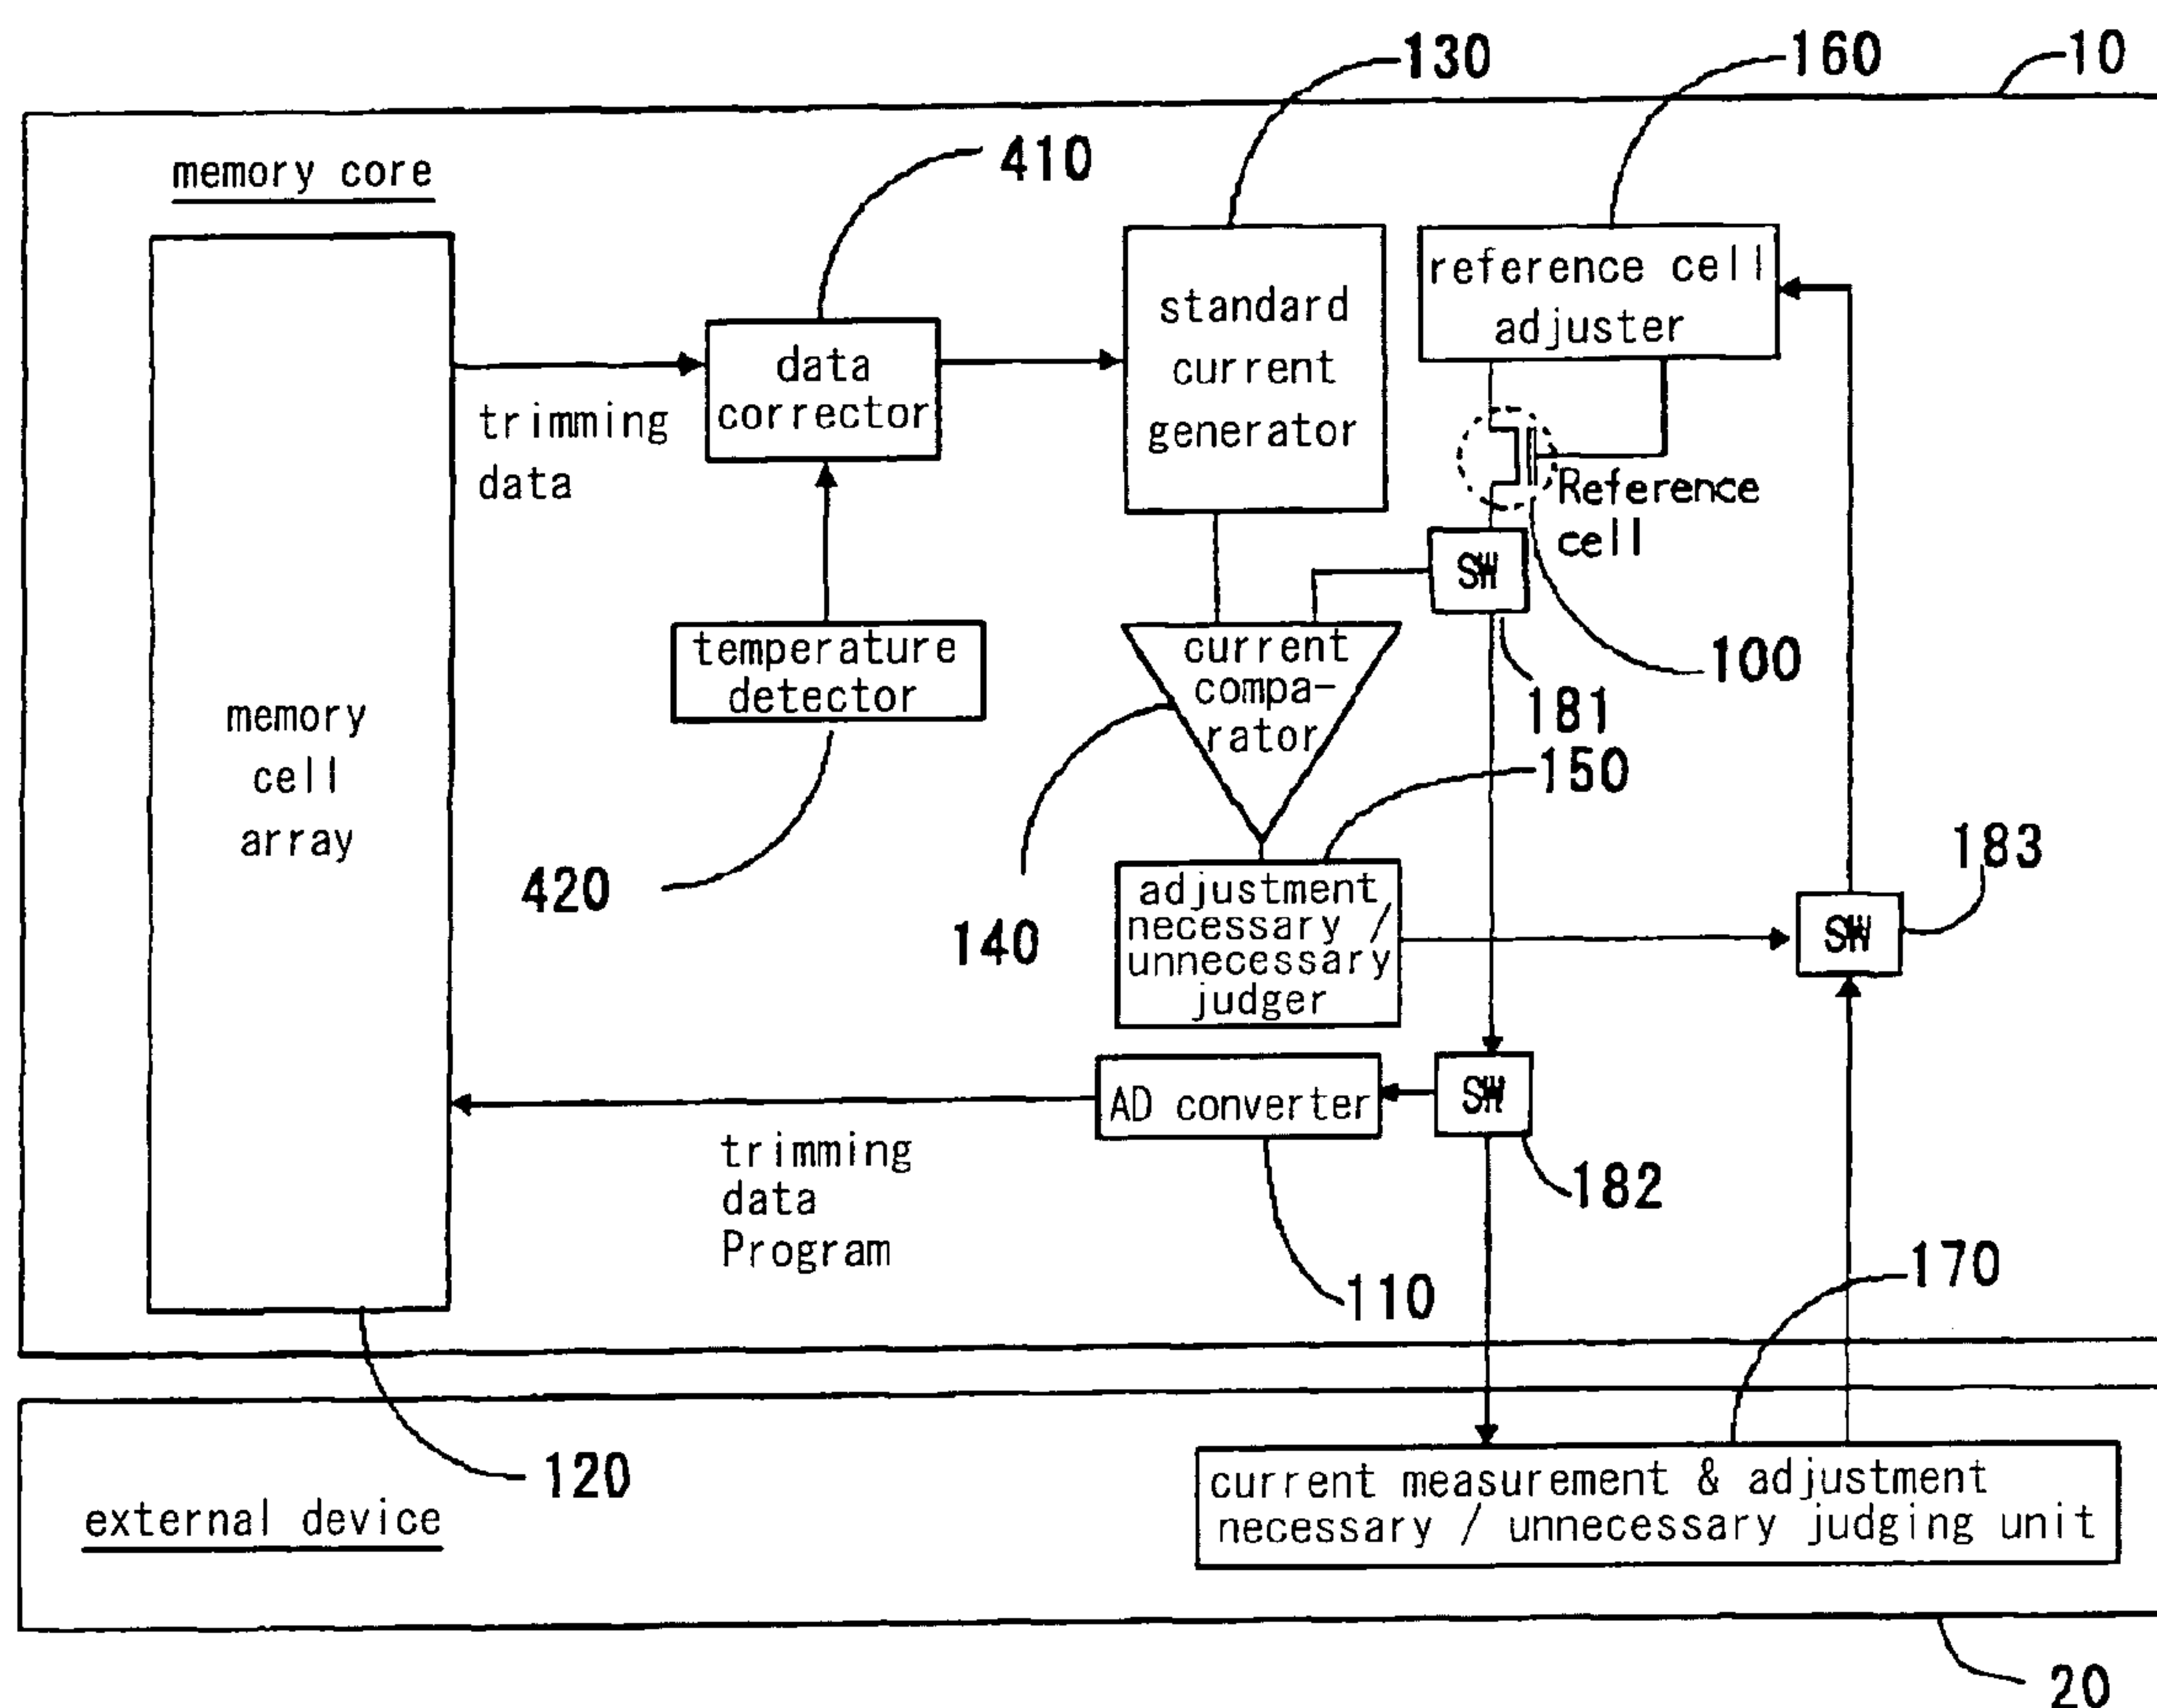 130
160
10
410
memory core
reference cell
adjuster
standard
current
generator
data
corrector
trimming
data
Reference
cell
SW
temperature
detector
current
compa-
rator
100
181
memory
cell
array
150
420
140
183
adjustment
necessary /
unnecessary
judger
SW
AD converter
SW
trimming
data
Program
182
110
170
120
external device
current measurement & adjustment
necessary / unnecessary judging unit
20